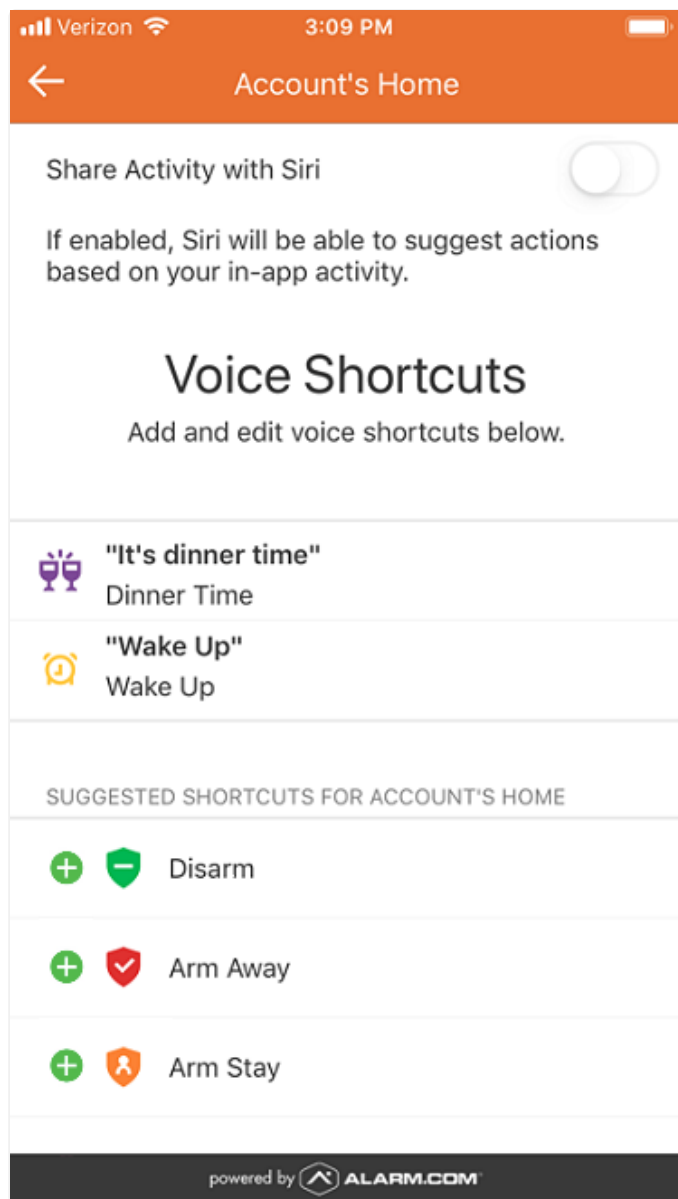 Verizon 3:09 PM
Account's Home
Share Activity with Siri
If enabled, Siri will be able to suggest actions
based on your in-app activity.
Voice Shortcuts
Add and edit voice shortcuts below.
"It's dinner time"
Dinner Time
"Wake Up"
Wake Up
SUGGESTED SHORTCUTS FOR ACCOUNT'S HOME
Disarm
Arm Away
Arm Stay
powered by ALARM.COM